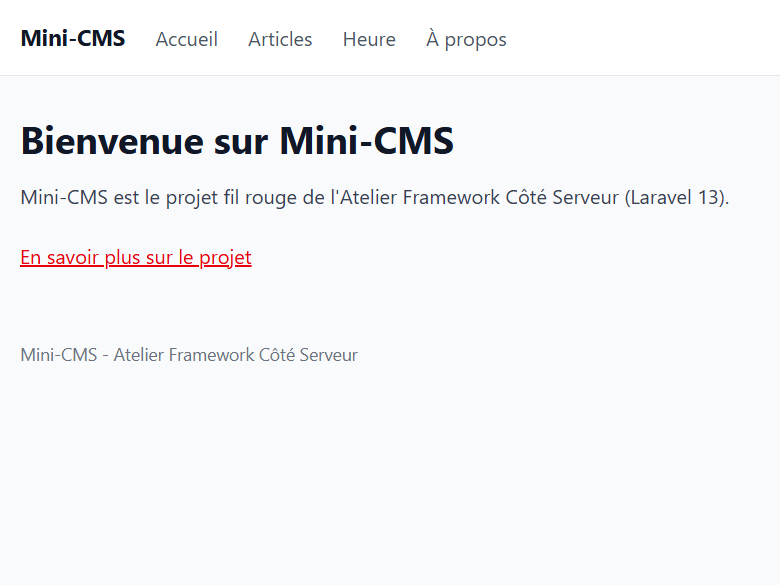 Mini-CMS Accueil Articles Heure À propos
Bienvenue sur Mini-CMS
Mini-CMS est le projet fil rouge de l'Atelier Framework Côté Serveur (Laravel 13).
En savoir plus sur le projet
Mini-CMS - Atelier Framework Côté Serveur